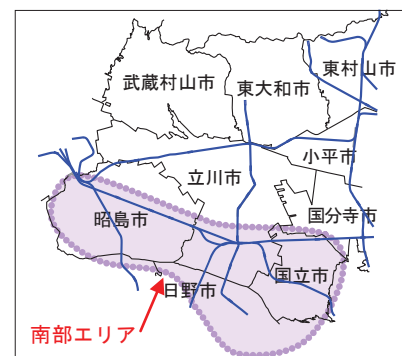 東村山市
武蔵村山市
東大和市
小平市
立川市
昭島市
国分寺市
国立市
日野市
南部エリア